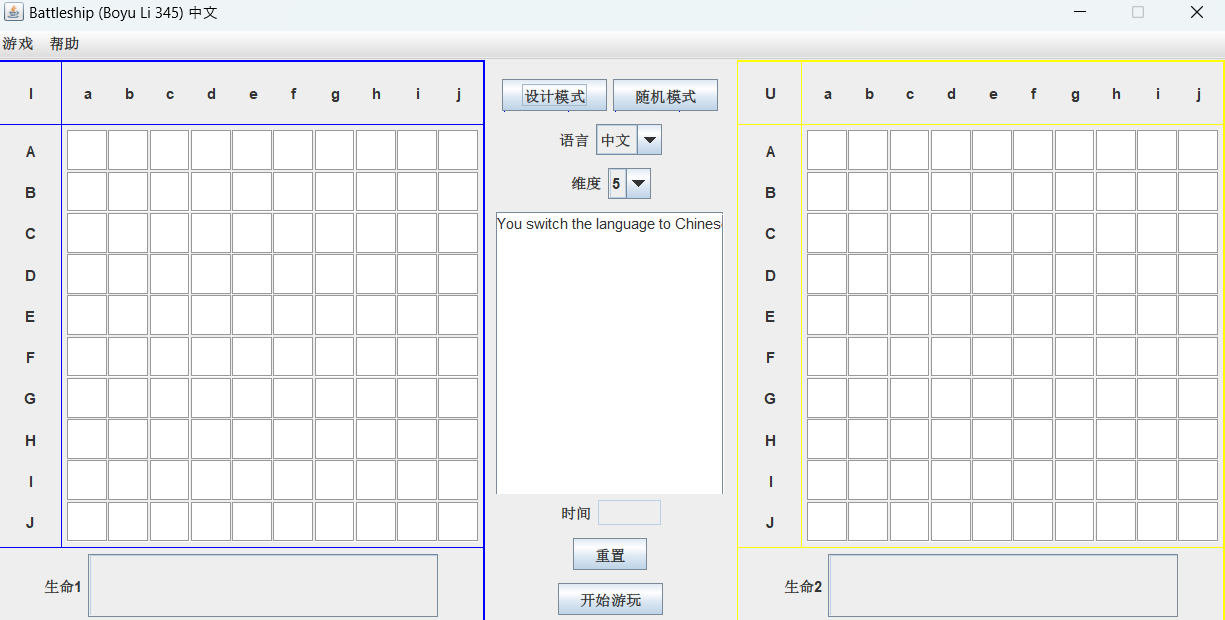 Battleship (Boyu Li 345) 中文
游戏 帮助
I a b c d e f g h i j
A
B
C
D
E
F
G
H
I
J
生命1
设计模式 随机模式
语言 中文
维度 5
You switch the language to Chines
时间
重置
开始游玩
U a b c d e f g h i j
A
B
C
D
E
F
G
H
I
J
生命2